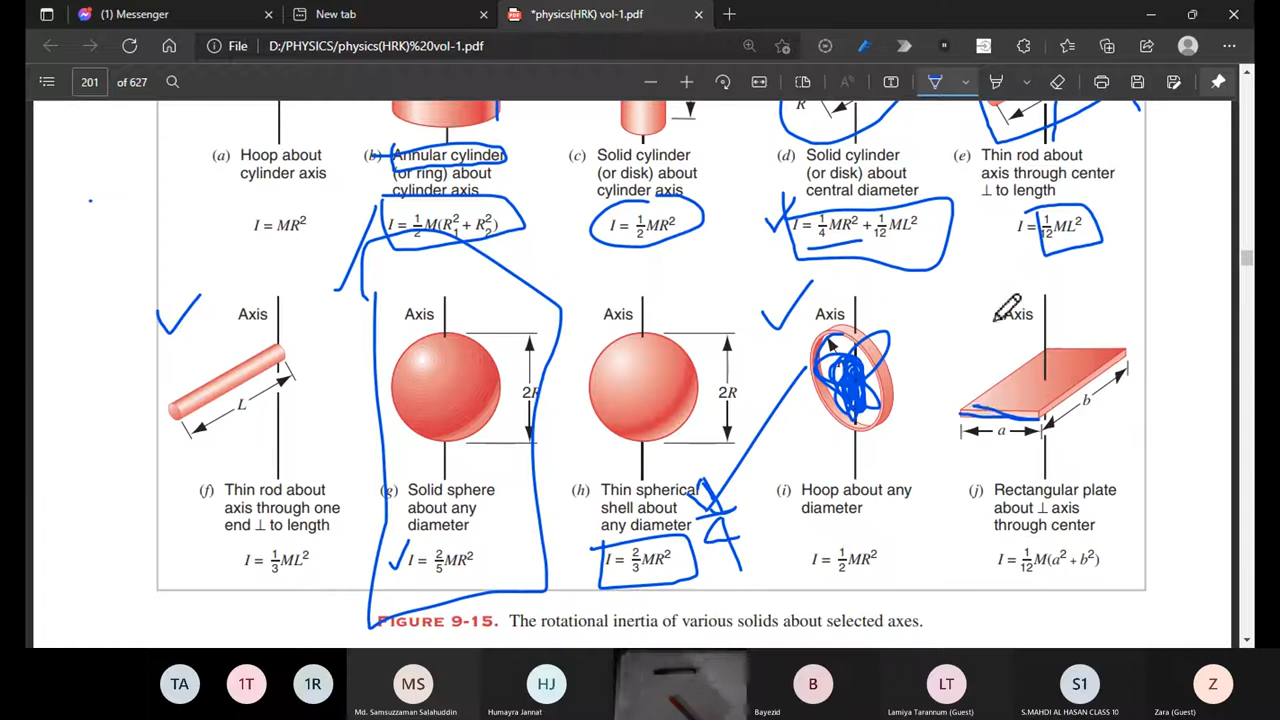 (1) Messenger
New tab
*physics(HRK) vol-1.pdf
File
D:/PHYSICS/physics(HRK)%20vol-1.pdf
201 of 627
R
(a) Hoop about
cylinder axis
I = MR²
(b) Annular cylinder
(or ring) about
cylinder axis
I = ½M(R₁² + R₂²)
(c) Solid cylinder
(or disk) about
cylinder axis
I = ½MR²
(d) Solid cylinder
(or disk) about
central diameter
I = ¼MR² + 1/12 ML²
(e) Thin rod about
axis through center
⊥ to length
I = 1/12 ML²
Axis
L
(f) Thin rod about
axis through one
end ⊥ to length
I = ⅓ML²
Axis
2R
(g) Solid sphere
about any
diameter
I = ⅖MR²
Axis
2R
(h) Thin spherical
shell about
any diameter
I = ⅔MR²
4
Axis
(i) Hoop about any
diameter
I = ½MR²
Axis
a
b
(j) Rectangular plate
about ⊥ axis
through center
I = 1/12 M(a² + b²)
FIGURE 9-15. The rotational inertia of various solids about selected axes.
TA
1T
1R
MS
Md. Samsuzzaman Salahuddin
HJ
Humayra Jannat
B
Bayezid
LT
Lamiya Tarannum (Guest)
S1
S.MAHDI AL HASAN CLASS 10
Z
Zara (Guest)